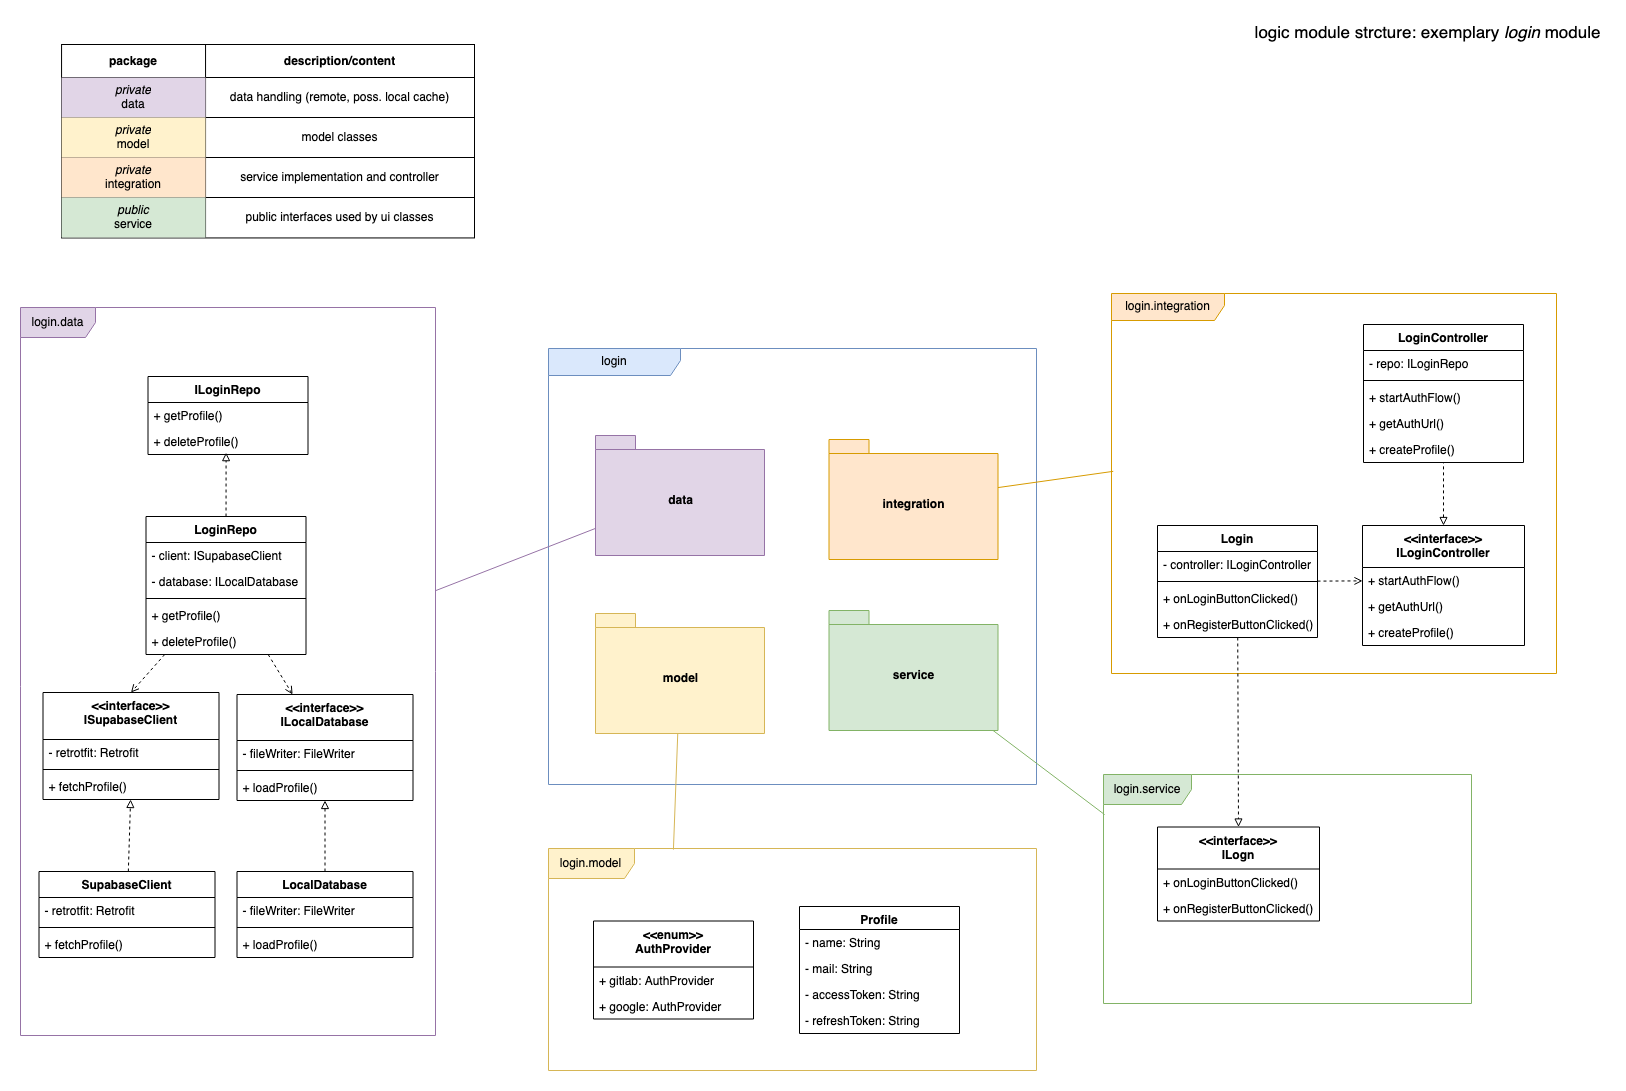 logic module strcture: exemplary login module
package
description/content
private
data
data handling (remote, poss. local cache)
private
model
model classes
private
integration
service implementation and controller
public
service
public interfaces used by ui classes
login.data
ILoginRepo
+ getProfile()
+ deleteProfile()
LoginRepo
- client: ISupabaseClient
- database: ILocalDatabase
+ getProfile()
+ deleteProfile()
<<interface>>
ISupabaseClient
- retrotfit: Retrofit
+ fetchProfile()
<<interface>>
ILocalDatabase
- fileWriter: FileWriter
+ loadProfile()
SupabaseClient
- retrotfit: Retrofit
+ fetchProfile()
LocalDatabase
- fileWriter: FileWriter
+ loadProfile()
login
data
integration
model
service
login.model
<<enum>>
AuthProvider
+ gitlab: AuthProvider
+ google: AuthProvider
Profile
- name: String
- mail: String
- accessToken: String
- refreshToken: String
login.integration
LoginController
- repo: ILoginRepo
+ startAuthFlow()
+ getAuthUrl()
+ createProfile()
Login
- controller: ILoginController
+ onLoginButtonClicked()
+ onRegisterButtonClicked()
<<interface>>
ILoginController
+ startAuthFlow()
+ getAuthUrl()
+ createProfile()
login.service
<<interface>>
ILogn
+ onLoginButtonClicked()
+ onRegisterButtonClicked()